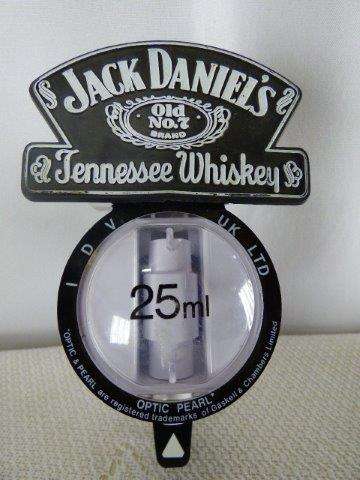 JACK DANIEL'S
Old
No.7
BRAND
Tennessee Whiskey
I D V UK LTD
25ml
OPTIC PEARL*
*OPTIC & PEARL are registered trademarks of Gaskell & Chambers Limited